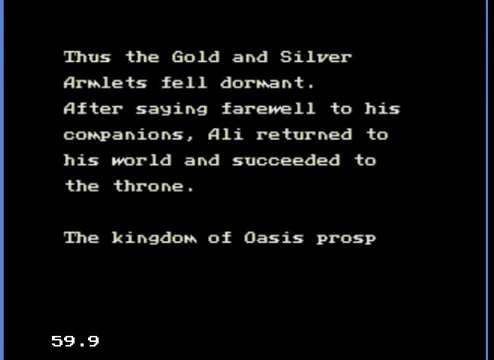 Thus the Gold and Silver
Armlets fell dormant.
After saying farewell to his
companions, Ali returned to
his world and succeeded to
the throne.
The kingdom of Oasis prosp
59.9